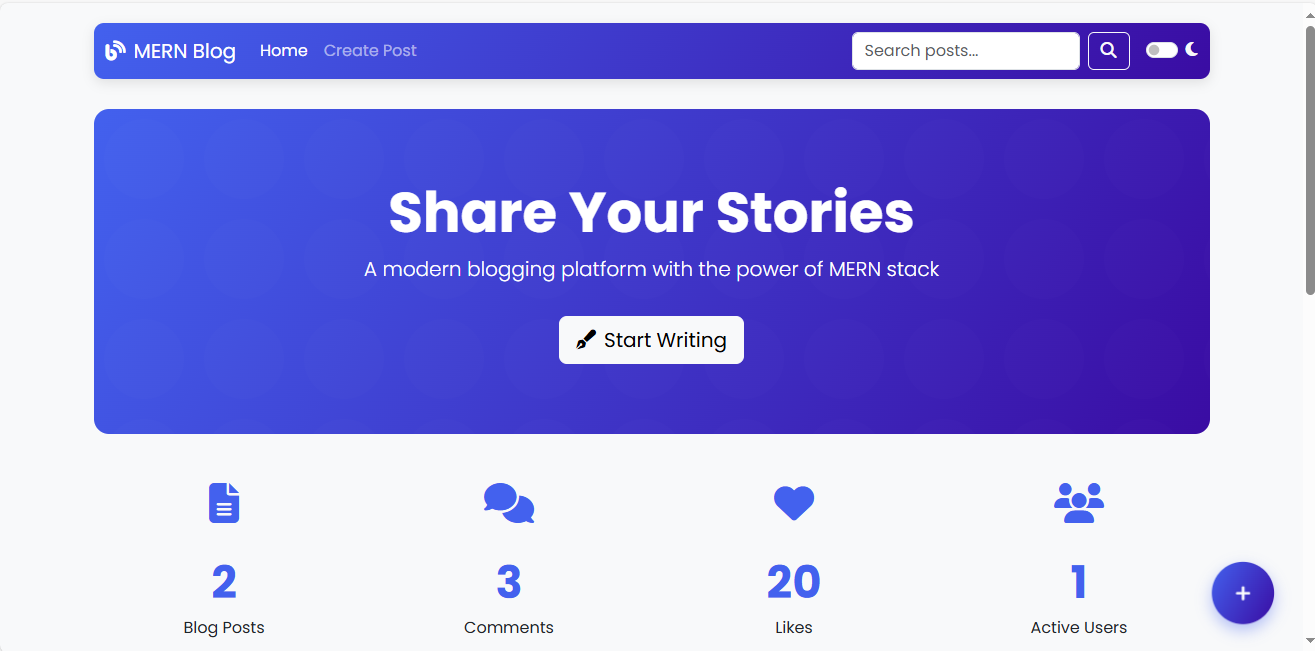 MERN Blog Home Create Post Search posts...
Share Your Stories
A modern blogging platform with the power of MERN stack
Start Writing
2 3 20 1
Blog Posts Comments Likes Active Users
+